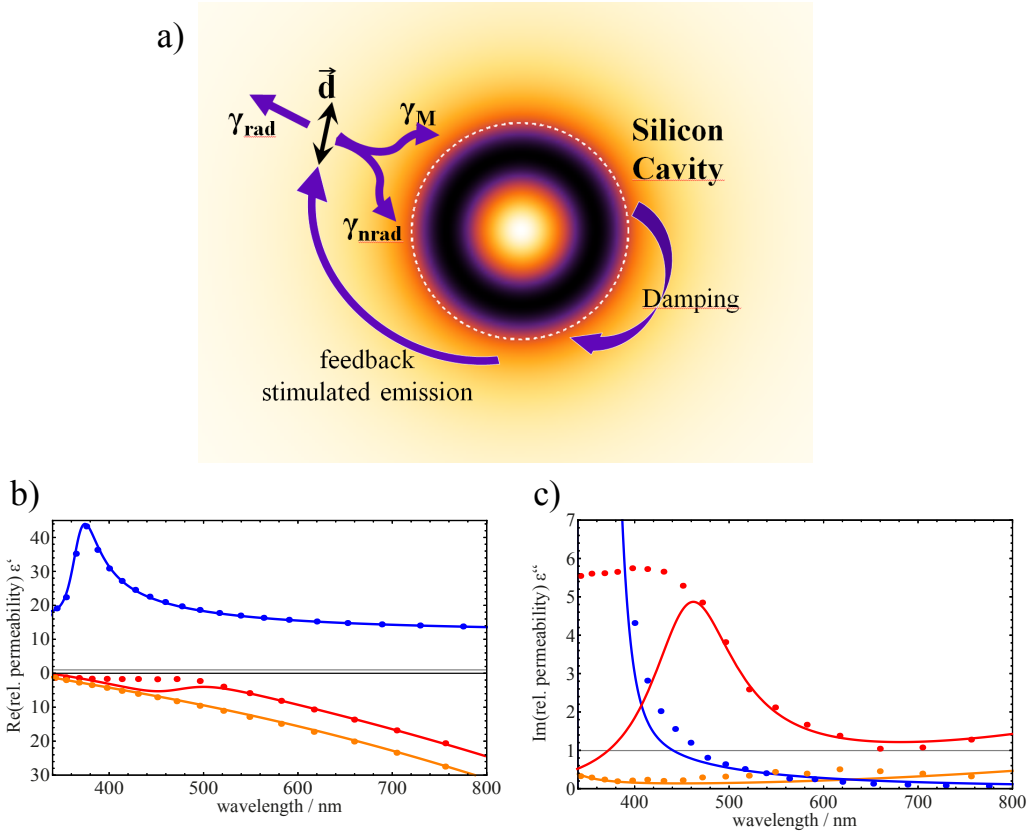 a)
d
γrad
γM
γnrad
Silicon
Cavity
Damping
feedback
stimulated emission
b)
Re(rel. permeability) ε‘
40
30
20
10
0
10
20
30
400
500
600
700
800
wavelength / nm
c)
Im(rel. permeability) ε‘‘
7
6
5
4
3
2
1
0
400
500
600
700
800
wavelength / nm